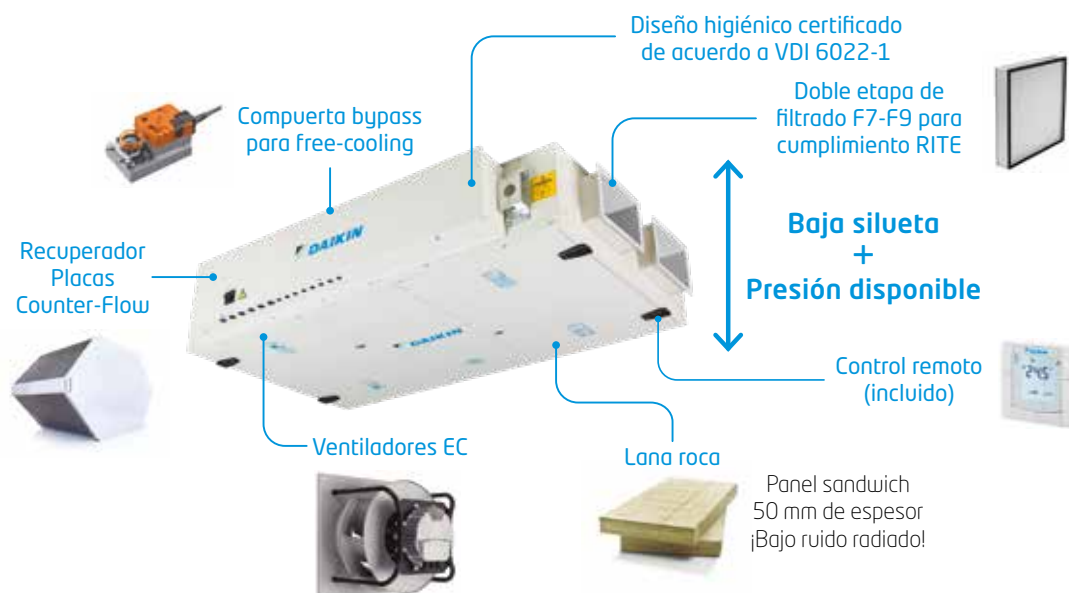 Diseño higiénico certificado
de acuerdo a VDI 6022-1
Compuerta bypass
para free-cooling
Doble etapa de
filtrado F7-F9 para
cumplimiento RITE
Baja silueta
+
Presión disponible
Recuperador
Placas
Counter-Flow
DAIKIN
DAIKIN
Control remoto
(incluido)
24.5
Ventiladores EC
Lana roca
Panel sandwich
50 mm de espesor
¡Bajo ruido radiado!